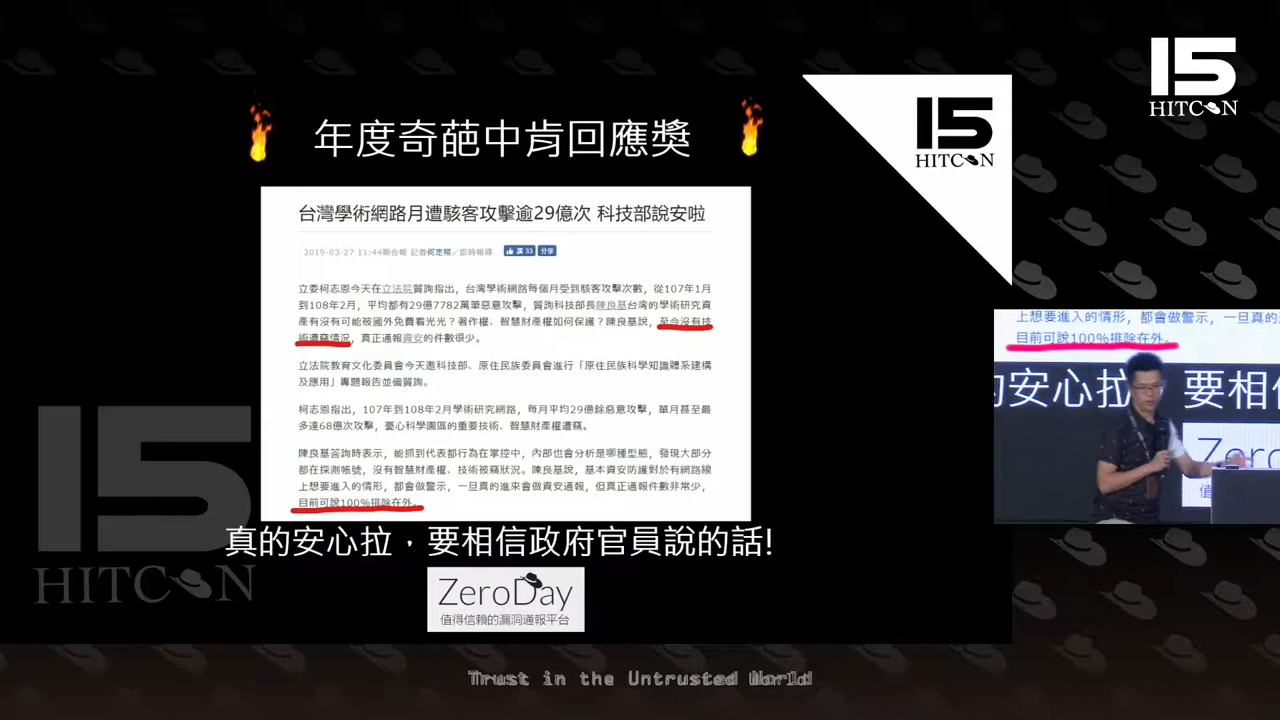 15
HITCON
15
HITCON
年度奇葩中肯回應獎
台灣學術網路月遭駭客攻擊逾29億次 科技部說安啦
2019-03-27 11:44聯合報 記者何定照／即時報導
讚 33 分享
立委柯志恩今天在立法院質詢指出，台灣學術網路每個月受到駭客攻擊次數，從107年1月
到108年2月，平均都有29億7782萬筆惡意攻擊，質詢科技部長陳良基台灣的學術研究資
產有沒有可能被國外免費看光光？著作權、智慧財產權如何保護？陳良基說，至今沒有技
術遭竊情況，真正通報資安的件數很少。
立法院教育文化委員會今天邀科技部、原住民族委員會進行「原住民族科學知識體系建構
及應用」專題報告並備質詢。
柯志恩指出，107年到108年2月學術研究網路，每月平均29億餘惡意攻擊，單月甚至最
多達68億次攻擊，憂心科學園區的重要技術、智慧財產權遭竊。
陳良基答詢時表示，能抓到代表都行為在掌控中，內部也會分析是哪種型態，發現大部分
都在探測帳號，沒有智慧財產權、技術被竊狀況。陳良基說，基本資安防護對於有網路線
上想要進入的情形，都會做警示，一旦真的進來會做資安通報，但真正通報件數非常少，
目前可說100%排除在外。
真的安心拉，要相信政府官員說的話!
ZeroDay
值得信賴的漏洞通報平台
上想要進入的情形，都會做警示，一旦真的
目前可說100%排除在外。
的安心拉 要相信
Zero
值
15
HITCON
Trust in the Untrusted World